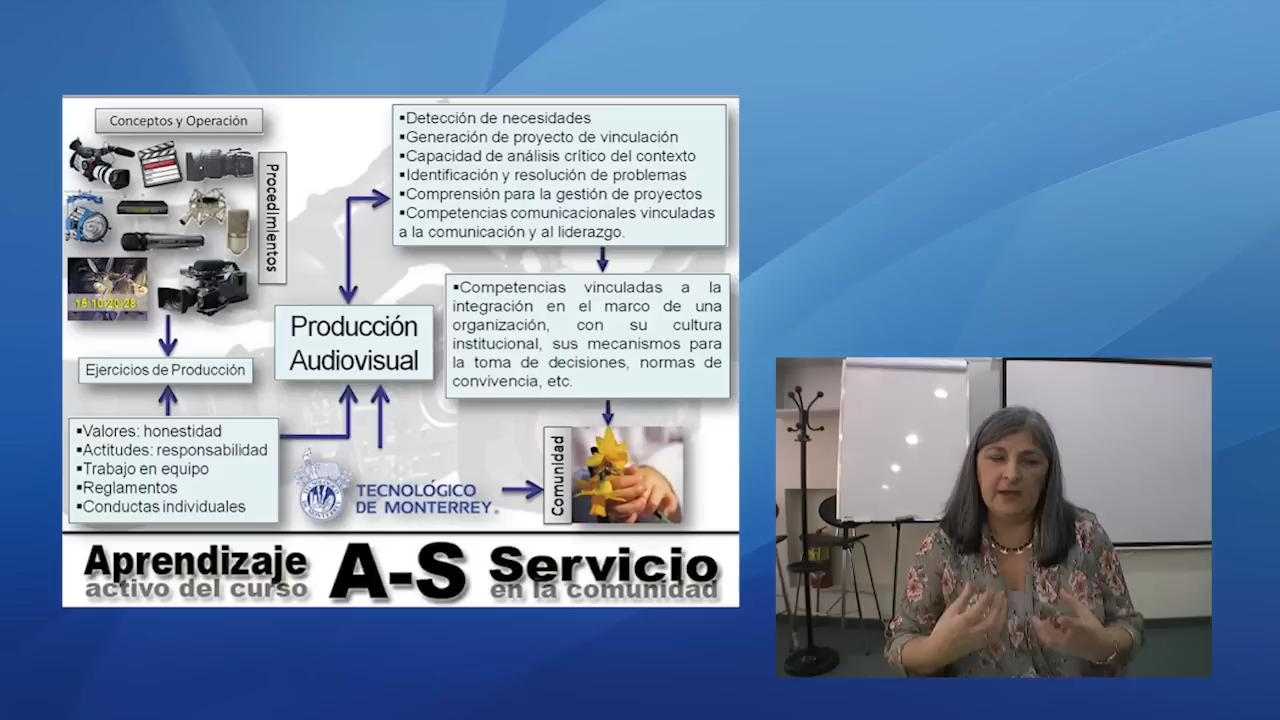 Conceptos y Operación
Procedimientos
15:10:20:28
Ejercicios de Producción
▪Valores: honestidad
▪Actitudes: responsabilidad
▪Trabajo en equipo
▪Reglamentos
▪Conductas individuales
Producción
Audiovisual
▪Detección de necesidades
▪Generación de proyecto de vinculación
▪Capacidad de análisis crítico del contexto
▪Identificación y resolución de problemas
▪Comprensión para la gestión de proyectos
▪Competencias comunicacionales vinculadas
a la comunicación y al liderazgo.
▪Competencias vinculadas a la
integración en el marco de una
organización, con su cultura
institucional, sus mecanismos para
la toma de decisiones, normas de
convivencia, etc.
TECNOLÓGICO
DE MONTERREY®
Comunidad
Aprendizaje
activo del curso
A-S
Servicio
en la comunidad